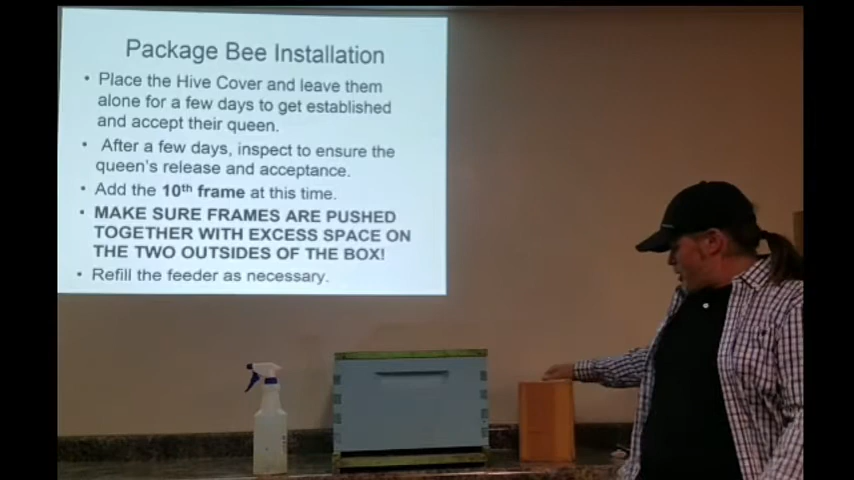 Package Bee Installation
• Place the Hive Cover and leave them
alone for a few days to get established
and accept their queen.
• After a few days, inspect to ensure the
queen's release and acceptance.
• Add the 10th frame at this time.
• MAKE SURE FRAMES ARE PUSHED
TOGETHER WITH EXCESS SPACE ON
THE TWO OUTSIDES OF THE BOX!
• Refill the feeder as necessary.